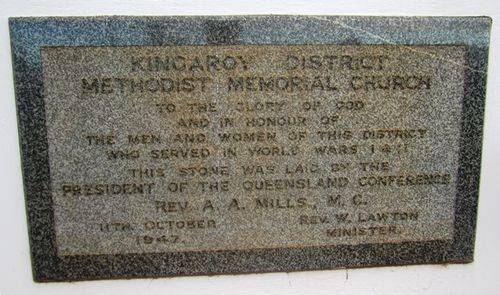 KINGAROY DISTRICT
METHODIST MEMORIAL CHURCH
TO THE GLORY OF GOD
AND IN HONOUR OF
THE MEN AND WOMEN OF THIS DISTRICT
WHO SERVED IN WORLD WARS I & II
THIS STONE WAS LAID BY THE
PRESIDENT OF THE QUEENSLAND CONFERENCE
REV. A. A. MILLS, M. C.
11TH. OCTOBER
1947.
REV. W. LAWTON
MINISTER.